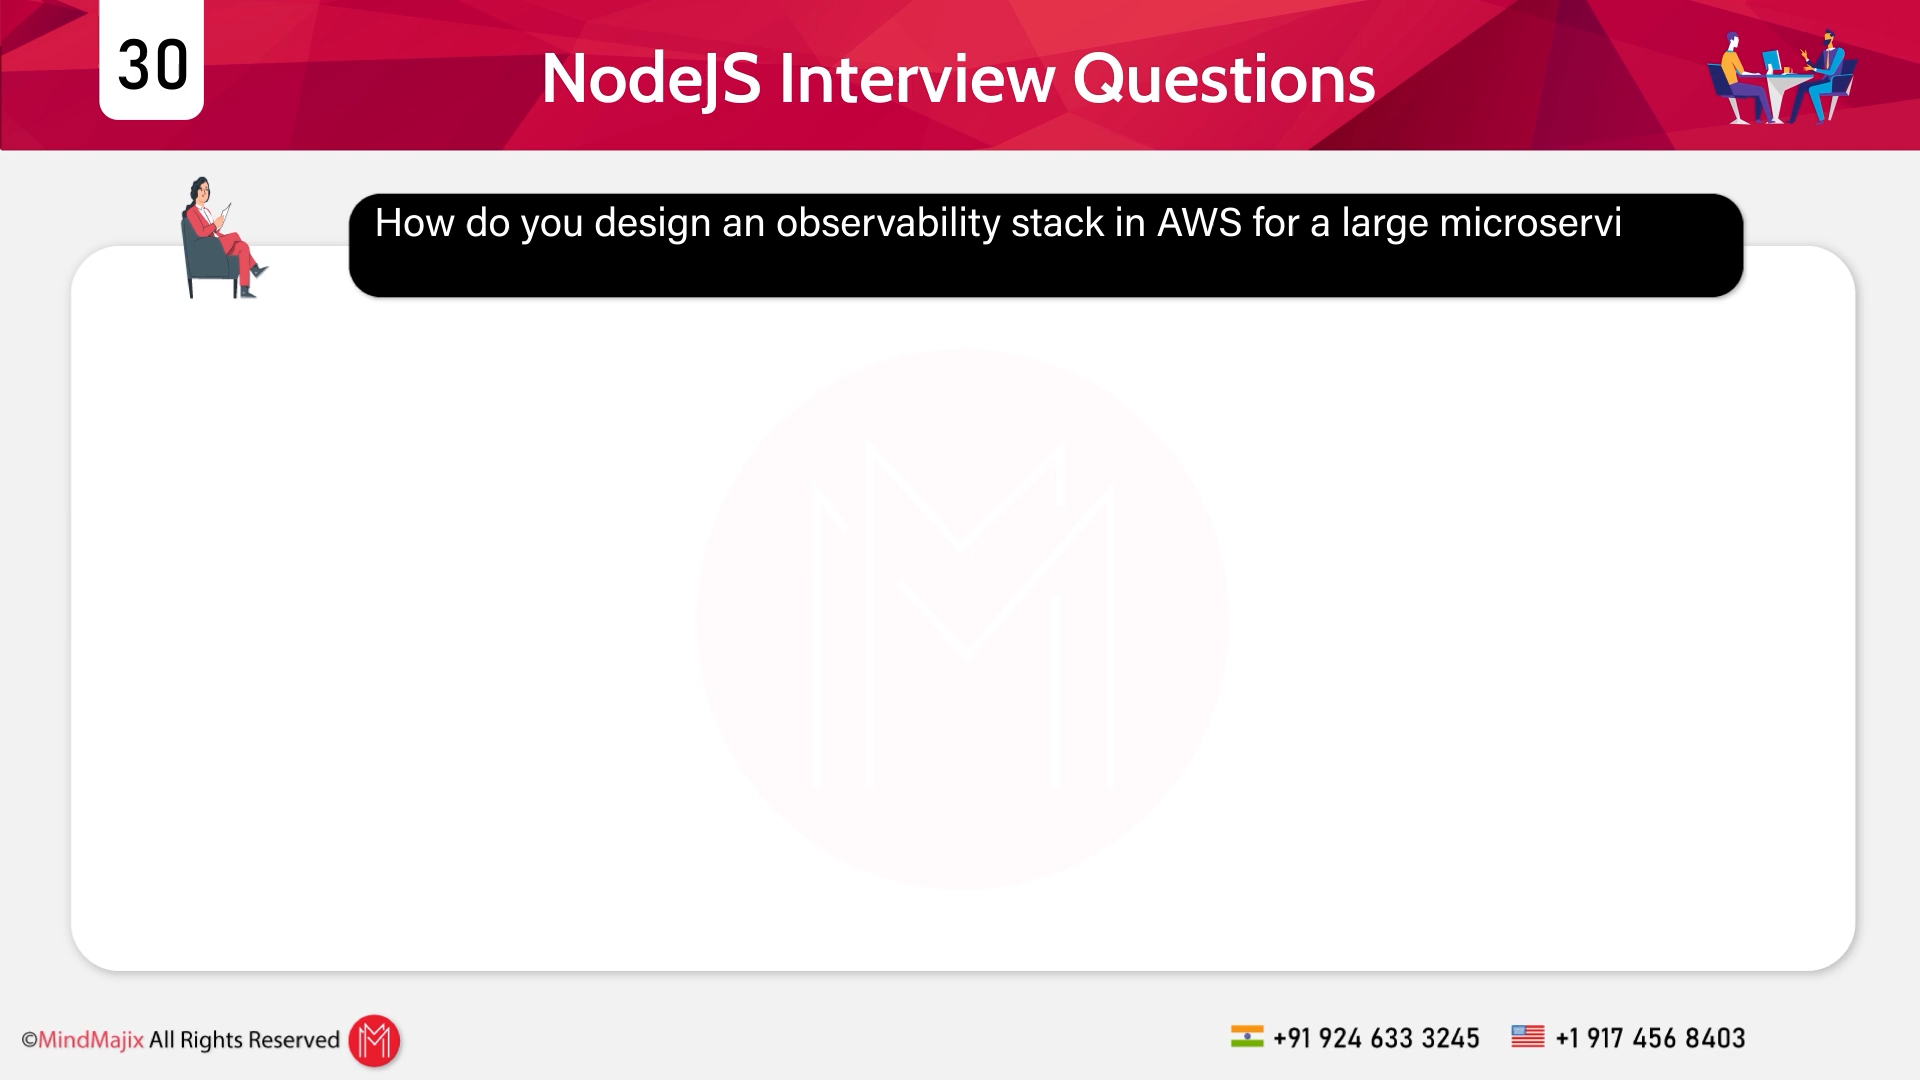 30
NodeJS Interview Questions
How do you design an observability stack in AWS for a large microservi
©MindMajix All Rights Reserved
+91 924 633 3245
+1 917 456 8403